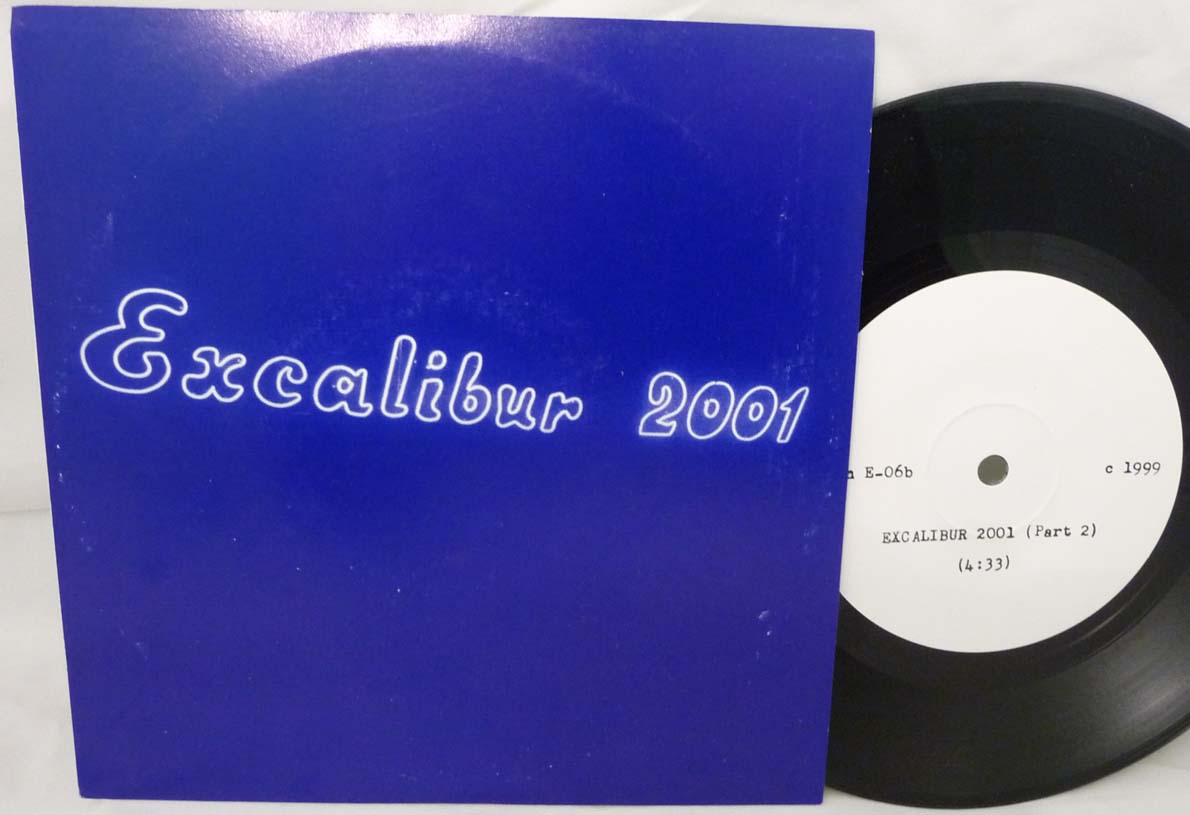 Excalibur 2001
E-06b
c 1999
EXCALIBUR 2001 (Part 2)
(4:33)